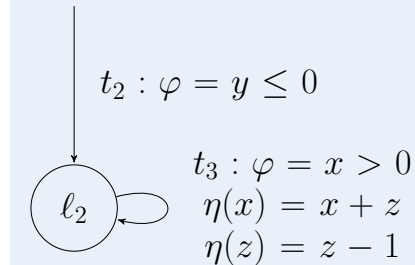 t₂ : φ = y ≤ 0
t₃ : φ = x > 0
ℓ₂
η(x) = x + z
η(z) = z − 1